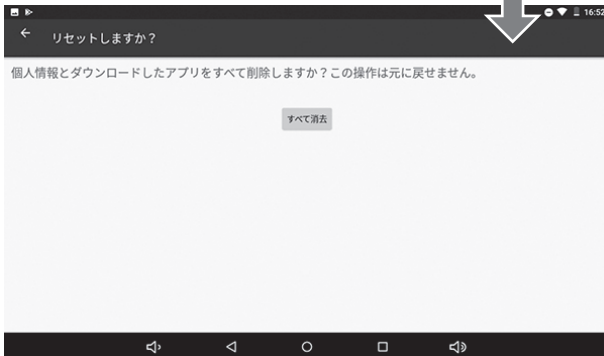 16:52
リセットしますか？
個人情報とダウンロードしたアプリをすべて削除しますか？この操作は元に戻せません。
すべて消去